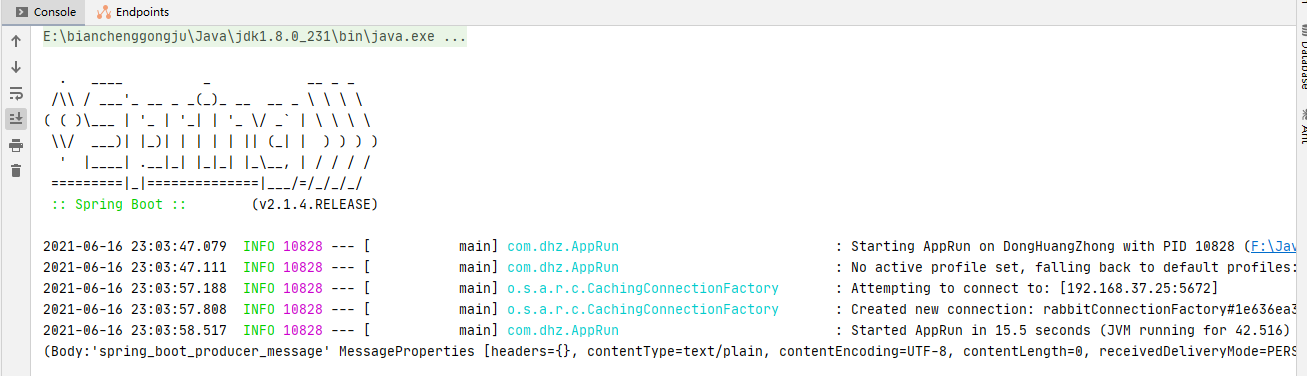 Console Endpoints
E:\bianchenggongju\Java\jdk1.8.0_231\bin\java.exe ...
  .   ____          _            __ _ _
 /\\ / ___'_ __ _ _(_)_ __  __ _ \ \ \ \
( ( )\___ | '_ | '_| | '_ \/ _` | \ \ \ \
 \\/  ___)| |_)| | | | | || (_| |  ) ) ) )
  '  |____| .__|_| |_|_| |_\__, | / / / /
 =========|_|==============|___/=/_/_/_/
 :: Spring Boot ::        (v2.1.4.RELEASE)
2021-06-16 23:03:47.079  INFO 10828 --- [           main] com.dhz.AppRun                           : Starting AppRun on DongHuangZhong with PID 10828 (F:\Jav
2021-06-16 23:03:47.111  INFO 10828 --- [           main] com.dhz.AppRun                           : No active profile set, falling back to default profiles:
2021-06-16 23:03:57.188  INFO 10828 --- [           main] o.s.a.r.c.CachingConnectionFactory       : Attempting to connect to: [192.168.37.25:5672]
2021-06-16 23:03:57.808  INFO 10828 --- [           main] o.s.a.r.c.CachingConnectionFactory       : Created new connection: rabbitConnectionFactory#1e636ea3
2021-06-16 23:03:58.517  INFO 10828 --- [           main] com.dhz.AppRun                           : Started AppRun in 15.5 seconds (JVM running for 42.516)
(Body:'spring_boot_producer_message' MessageProperties [headers={}, contentType=text/plain, contentEncoding=UTF-8, contentLength=0, receivedDeliveryMode=PERS
Database
Ant